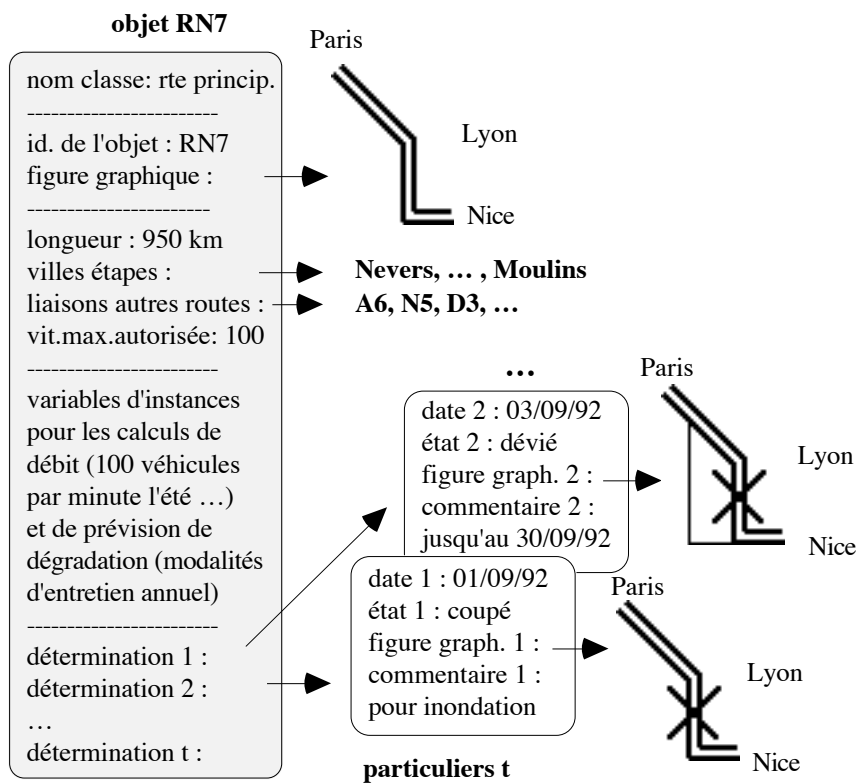 objet RN7
nom classe: rte princip.
------------------------
id. de l'objet : RN7
figure graphique :
-----------------------
longueur : 950 km
villes étapes :
liaisons autres routes :
vit.max.autorisée: 100
------------------------
variables d'instances
pour les calculs de
débit (100 véhicules
par minute l'été …)
et de prévision de
dégradation (modalités
d'entretien annuel)
------------------------
détermination 1 :
détermination 2 :
…
détermination t :
Paris
Lyon
Nice
Nevers, … , Moulins
A6, N5, D3, …
…
date 2 : 03/09/92
état 2 : dévié
figure graph. 2 :
commentaire 2 :
jusqu'au 30/09/92
Paris
Lyon
Nice
date 1 : 01/09/92
état 1 : coupé
figure graph. 1 :
commentaire 1 :
pour inondation
Paris
Lyon
Nice
particuliers t